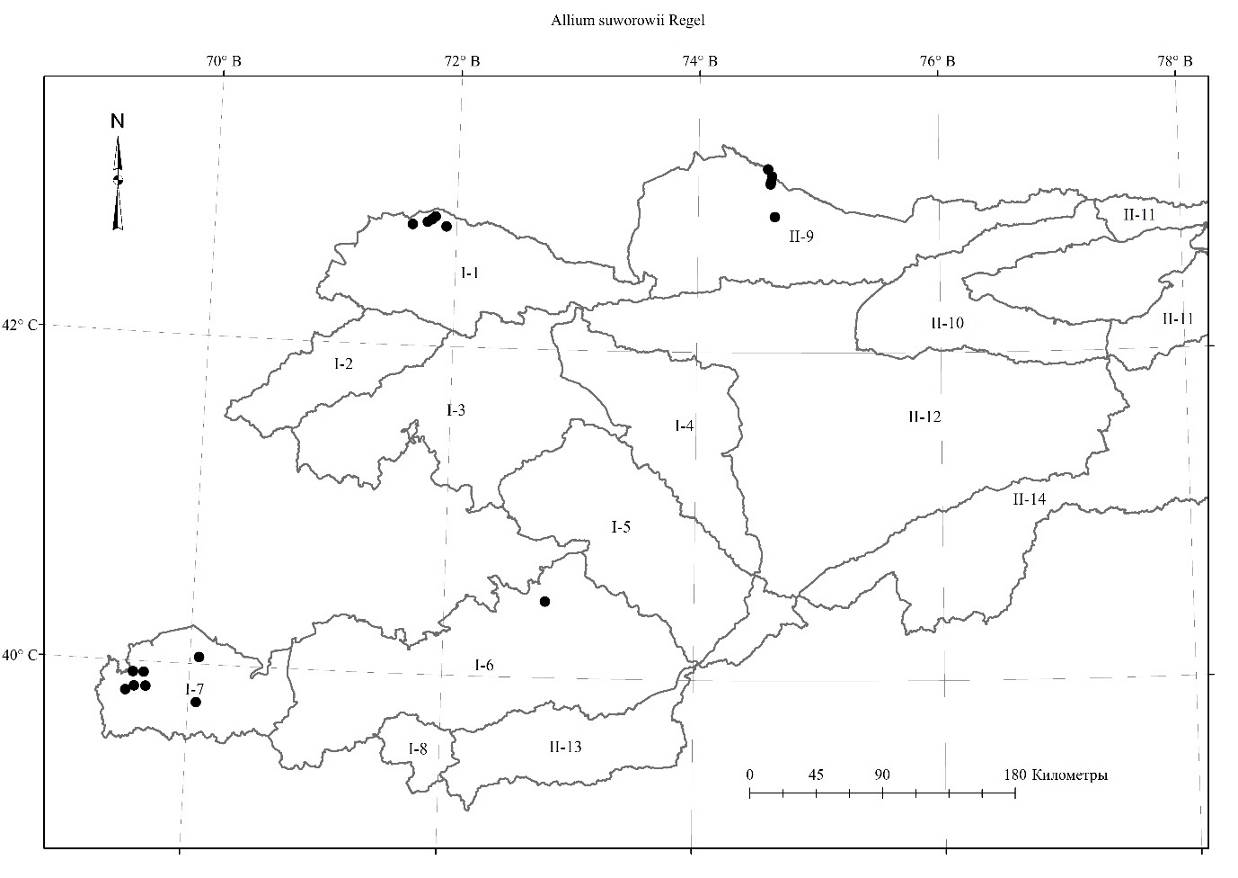 Allium suworowii Regel
70° В 72° В 74° В 76° В 78° В
N
II-11
II-9
I-1
42° С
II-10
II-11
I-2
I-3
I-4
II-12
II-14
I-5
40° С
I-6
I-7
I-8
II-13
0 45 90 180 Километры